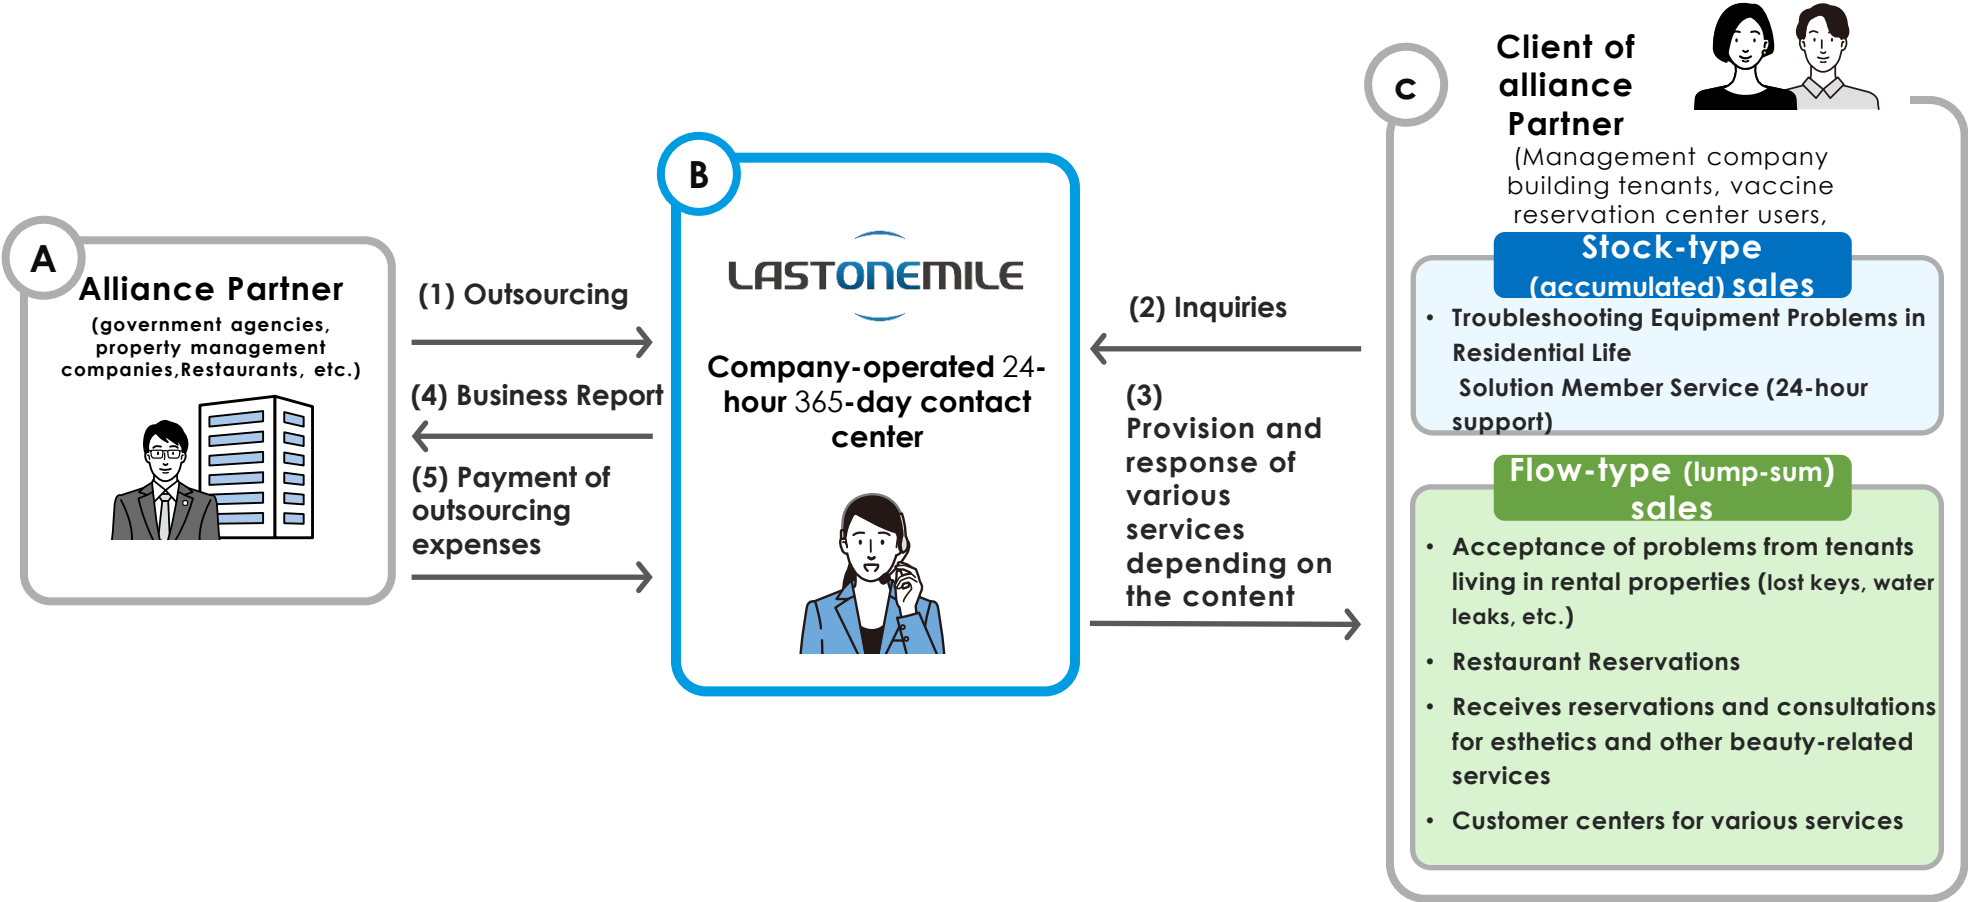 A
Alliance Partner
(government agencies,
property management
companies,Restaurants, etc.)
(1) Outsourcing
(4) Business Report
(5) Payment of
outsourcing
expenses
B
LASTONEMILE
Company-operated 24-
hour 365-day contact
center
(2) Inquiries
(3)
Provision and
response of
various
services
depending on
the content
c
Client of
alliance
Partner
(Management company
building tenants, vaccine
reservation center users,
Stock-type
(accumulated) sales
• Troubleshooting Equipment Problems in
Residential Life
Solution Member Service (24-hour
support)
Flow-type (lump-sum)
sales
• Acceptance of problems from tenants
living in rental properties (lost keys, water
leaks, etc.)
• Restaurant Reservations
• Receives reservations and consultations
for esthetics and other beauty-related
services
• Customer centers for various services